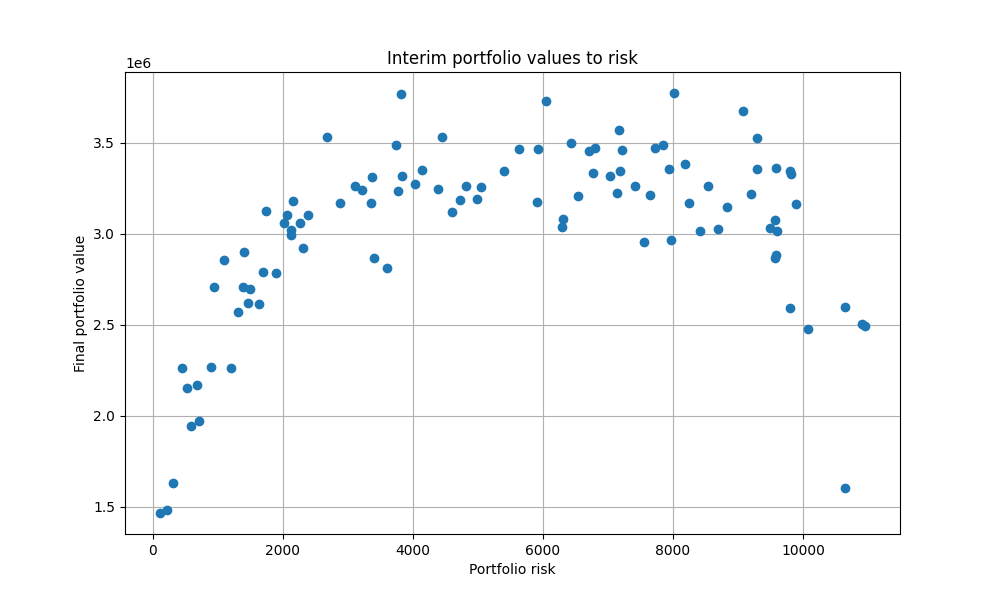 Interim portfolio values to risk
1e6
3.5
3.0
2.5
2.0
1.5
Final portfolio value
0 2000 4000 6000 8000 10000
Portfolio risk